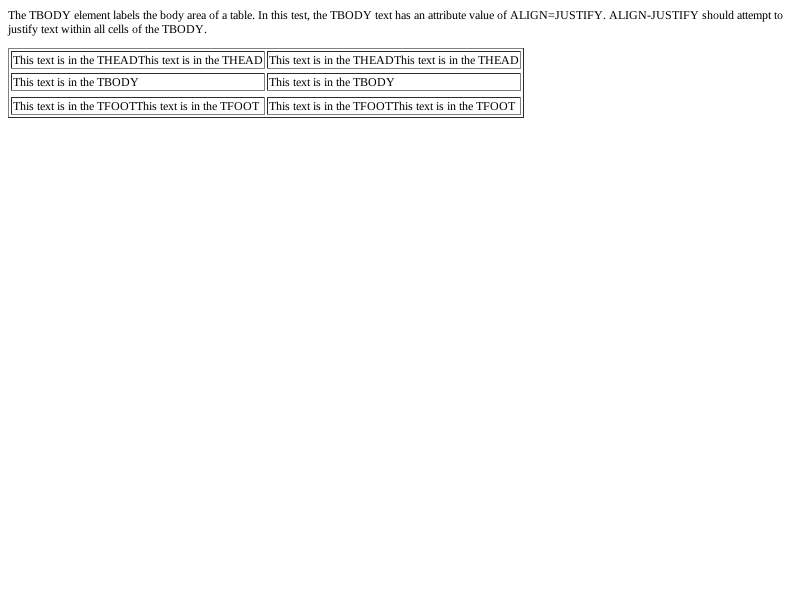 The TBODY element labels the body area of a table. In this test, the TBODY text has an attribute value of ALIGN=JUSTIFY. ALIGN-JUSTIFY should attempt to
justify text within all cells of the TBODY.
This text is in the THEADThis text is in the THEAD This text is in the THEADThis text is in the THEAD
This text is in the TBODY This text is in the TBODY
This text is in the TFOOTThis text is in the TFOOT This text is in the TFOOTThis text is in the TFOOT